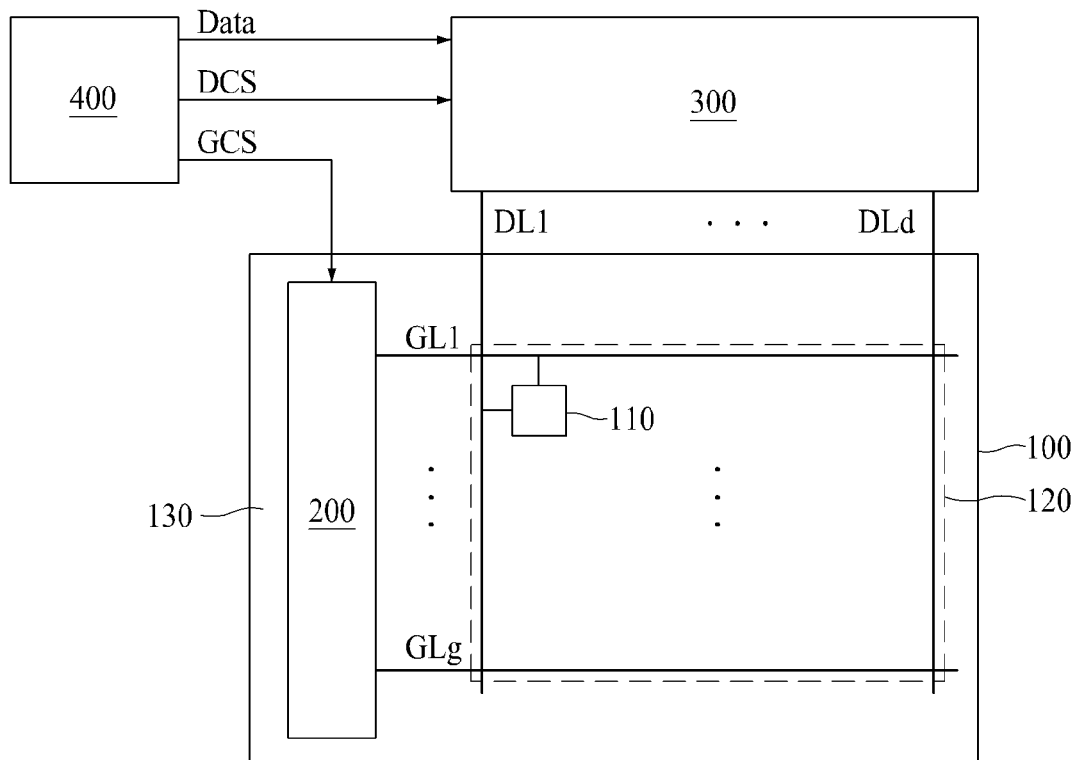 Data
400
DCS
300
GCS
DL1
. . .
DLd
GL1
110
100
120
130
200
GLg